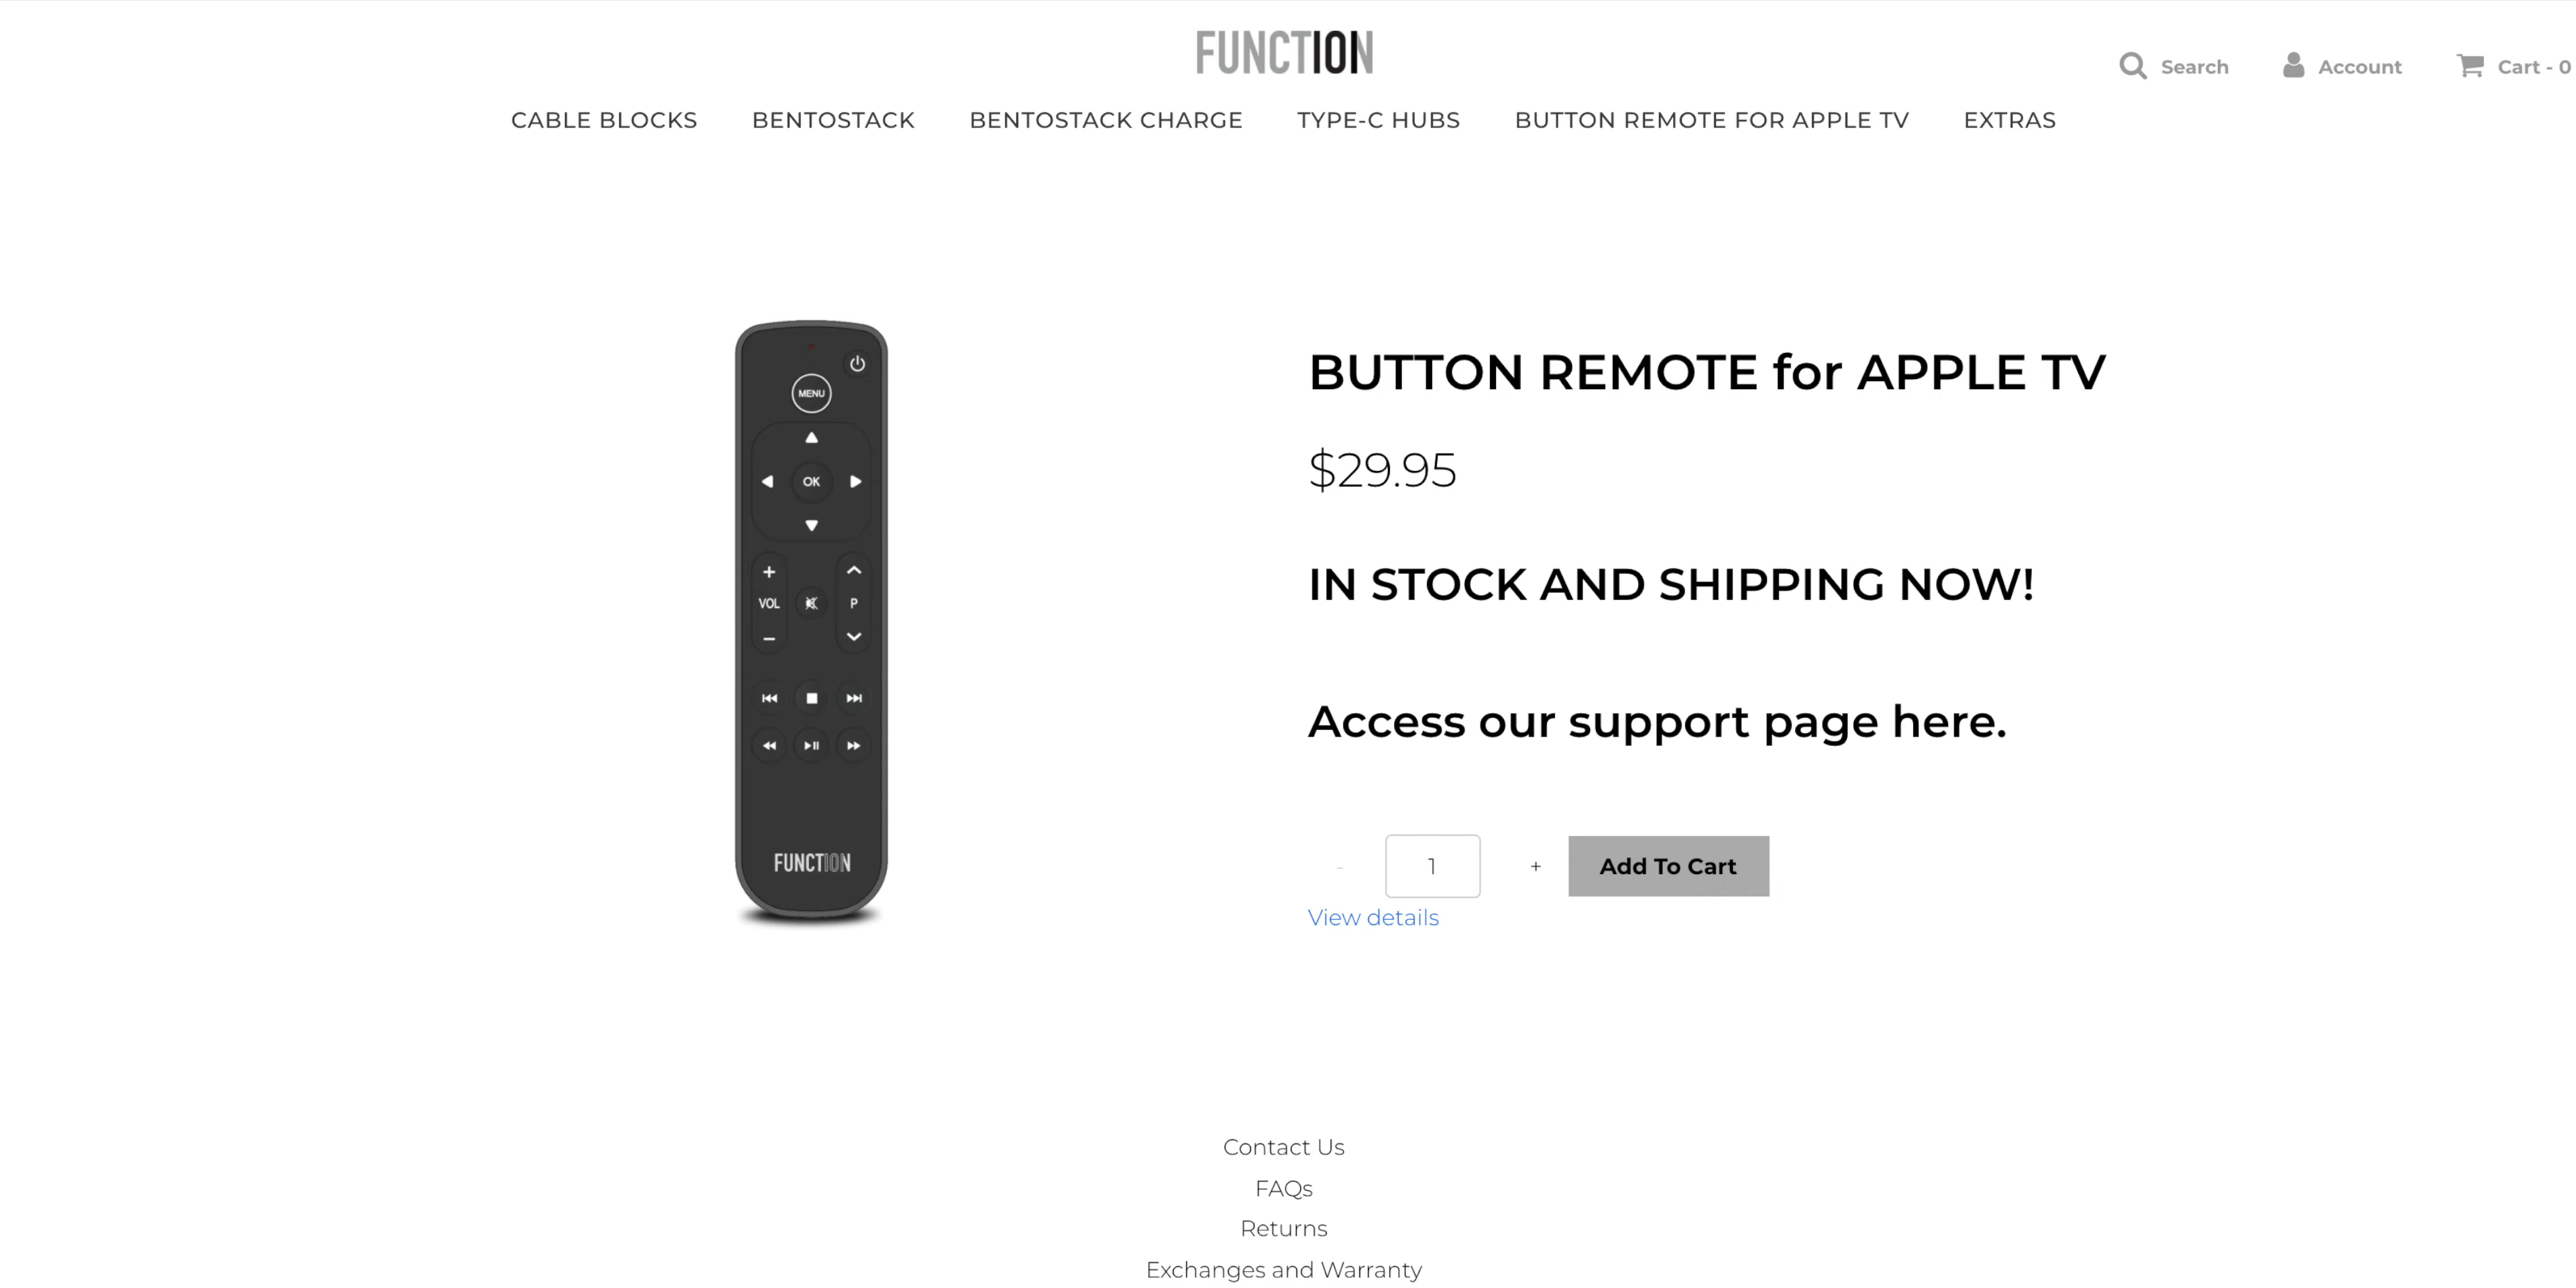 FUNCTION
Search
Account
Cart - 0
CABLE BLOCKS
BENTOSTACK
BENTOSTACK CHARGE
TYPE-C HUBS
BUTTON REMOTE FOR APPLE TV
EXTRAS
MENU
OK
+
VOL
P
−
FUNCTION
BUTTON REMOTE for APPLE TV
$29.95
IN STOCK AND SHIPPING NOW!
Access our support page here.
- 1 +
Add To Cart
View details
Contact Us
FAQs
Returns
Exchanges and Warranty